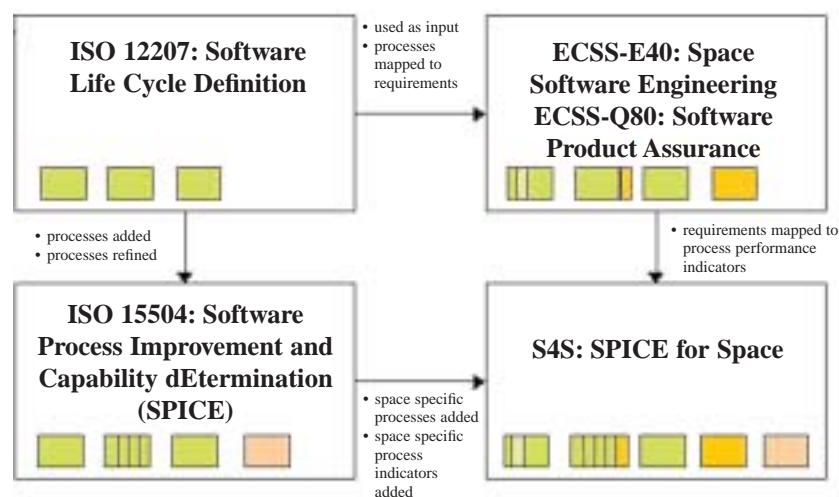 ISO 12207: Software
Life Cycle Definition
• used as input
• processes
mapped to
requirements
ECSS-E40: Space
Software Engineering
ECSS-Q80: Software
Product Assurance
• processes added
• processes refined
• requirements mapped to
process performance
indicators
ISO 15504: Software
Process Improvement and
Capability dEtermination
(SPICE)
• space specific
processes added
• space specific
process
indicators
added
S4S: SPICE for Space